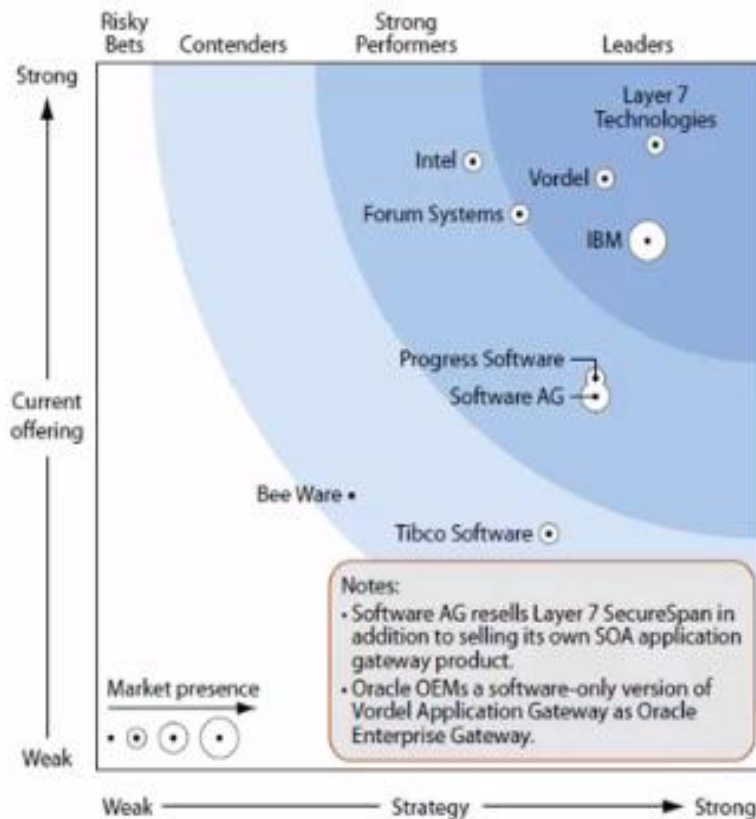 Risky
Bets
Contenders
Strong
Performers
Leaders
Strong
Layer 7
Technologies
Intel
Vordel
Forum Systems
IBM
Progress Software
Software AG
Current
offering
Bee Ware
Tibco Software
Notes:
• Software AG resells Layer 7 SecureSpan in
addition to selling its own SOA application
gateway product.
• Oracle OEMs a software-only version of
Vordel Application Gateway as Oracle
Enterprise Gateway.
Market presence
Weak
Weak
Strategy
Strong